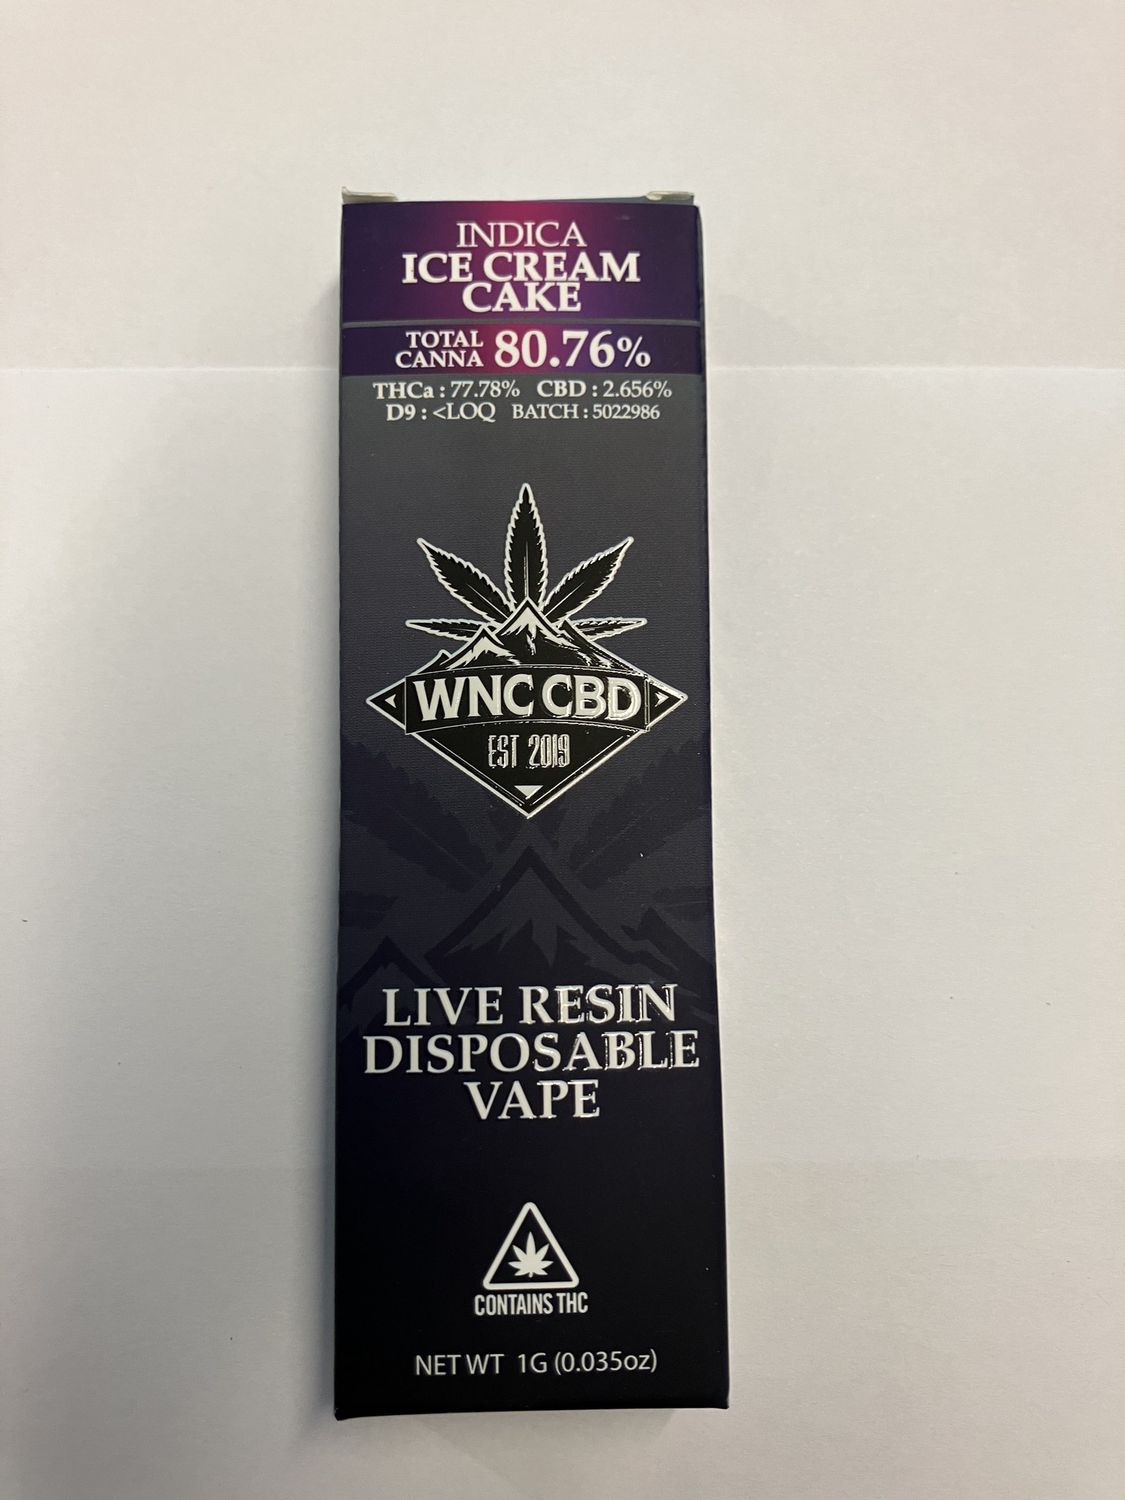 INDICA
ICE CREAM
CAKE
TOTAL
CANNA 80.76%
THCa : 77.78% CBD : 2.656%
D9 : <LOQ BATCH : 5022986
WNC CBD
EST 2019
LIVE RESIN
DISPOSABLE
VAPE
CONTAINS THC
NET WT 1G (0.035oz)